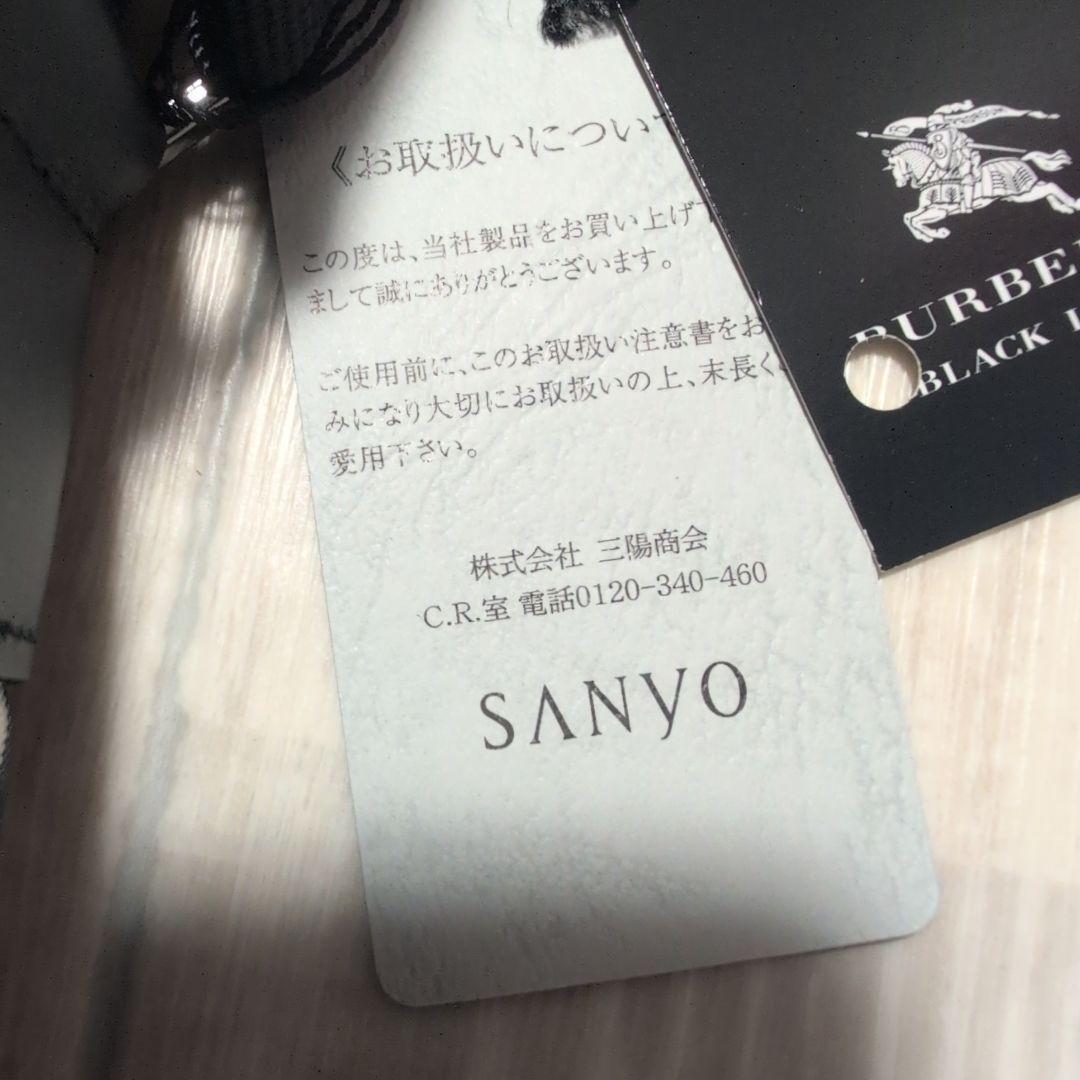 《お取扱いについ
この度は、当社製品をお買い上げ
まして誠にありがとうございます。
ご使用前に、このお取扱い注意書をお
みになり大切にお取扱いの上、末長く
愛用下さい。
株式会社 三陽商会
C.R.室 電話0120-340-460
SANYO
BURBE
BLACK L